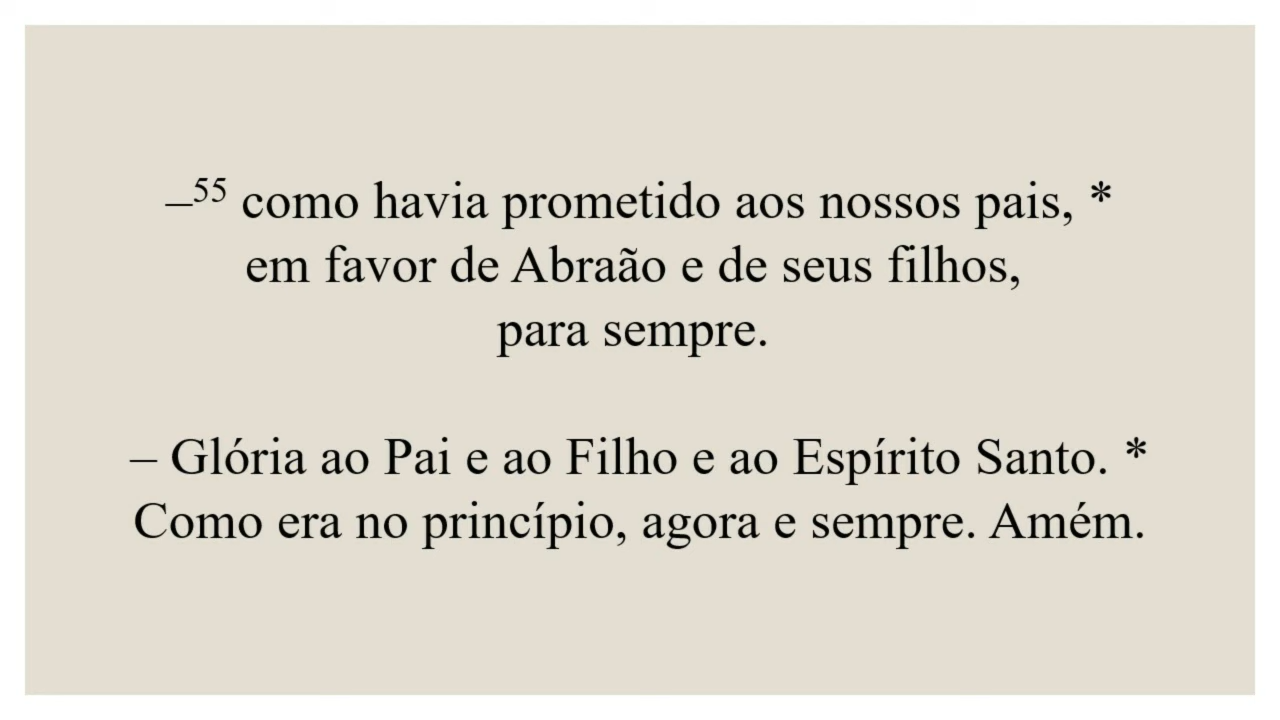 –⁵⁵ como havia prometido aos nossos pais, *
em favor de Abraão e de seus filhos,
para sempre.
– Glória ao Pai e ao Filho e ao Espírito Santo. *
Como era no princípio, agora e sempre. Amém.